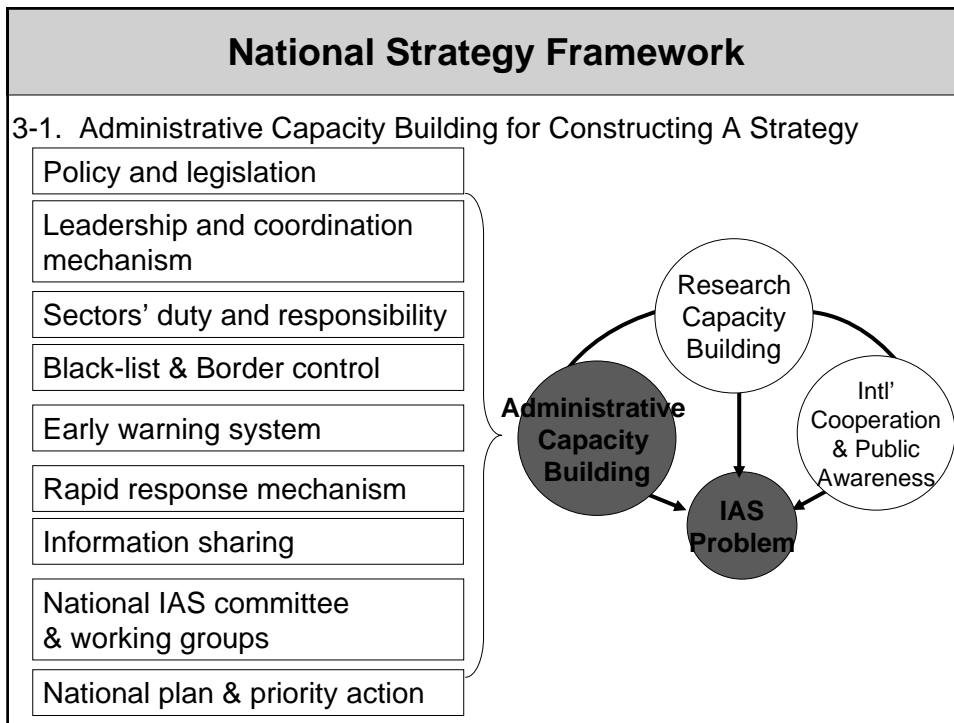 National Strategy Framework
3-1. Administrative Capacity Building for Constructing A Strategy
Policy and legislation
Leadership and coordination
mechanism
Sectors’ duty and responsibility
Black-list & Border control
Early warning system
Rapid response mechanism
Information sharing
National IAS committee
& working groups
National plan & priority action
Research
Capacity
Building
Administrative
Capacity
Building
Intl’
Cooperation
& Public
Awareness
IAS
Problem